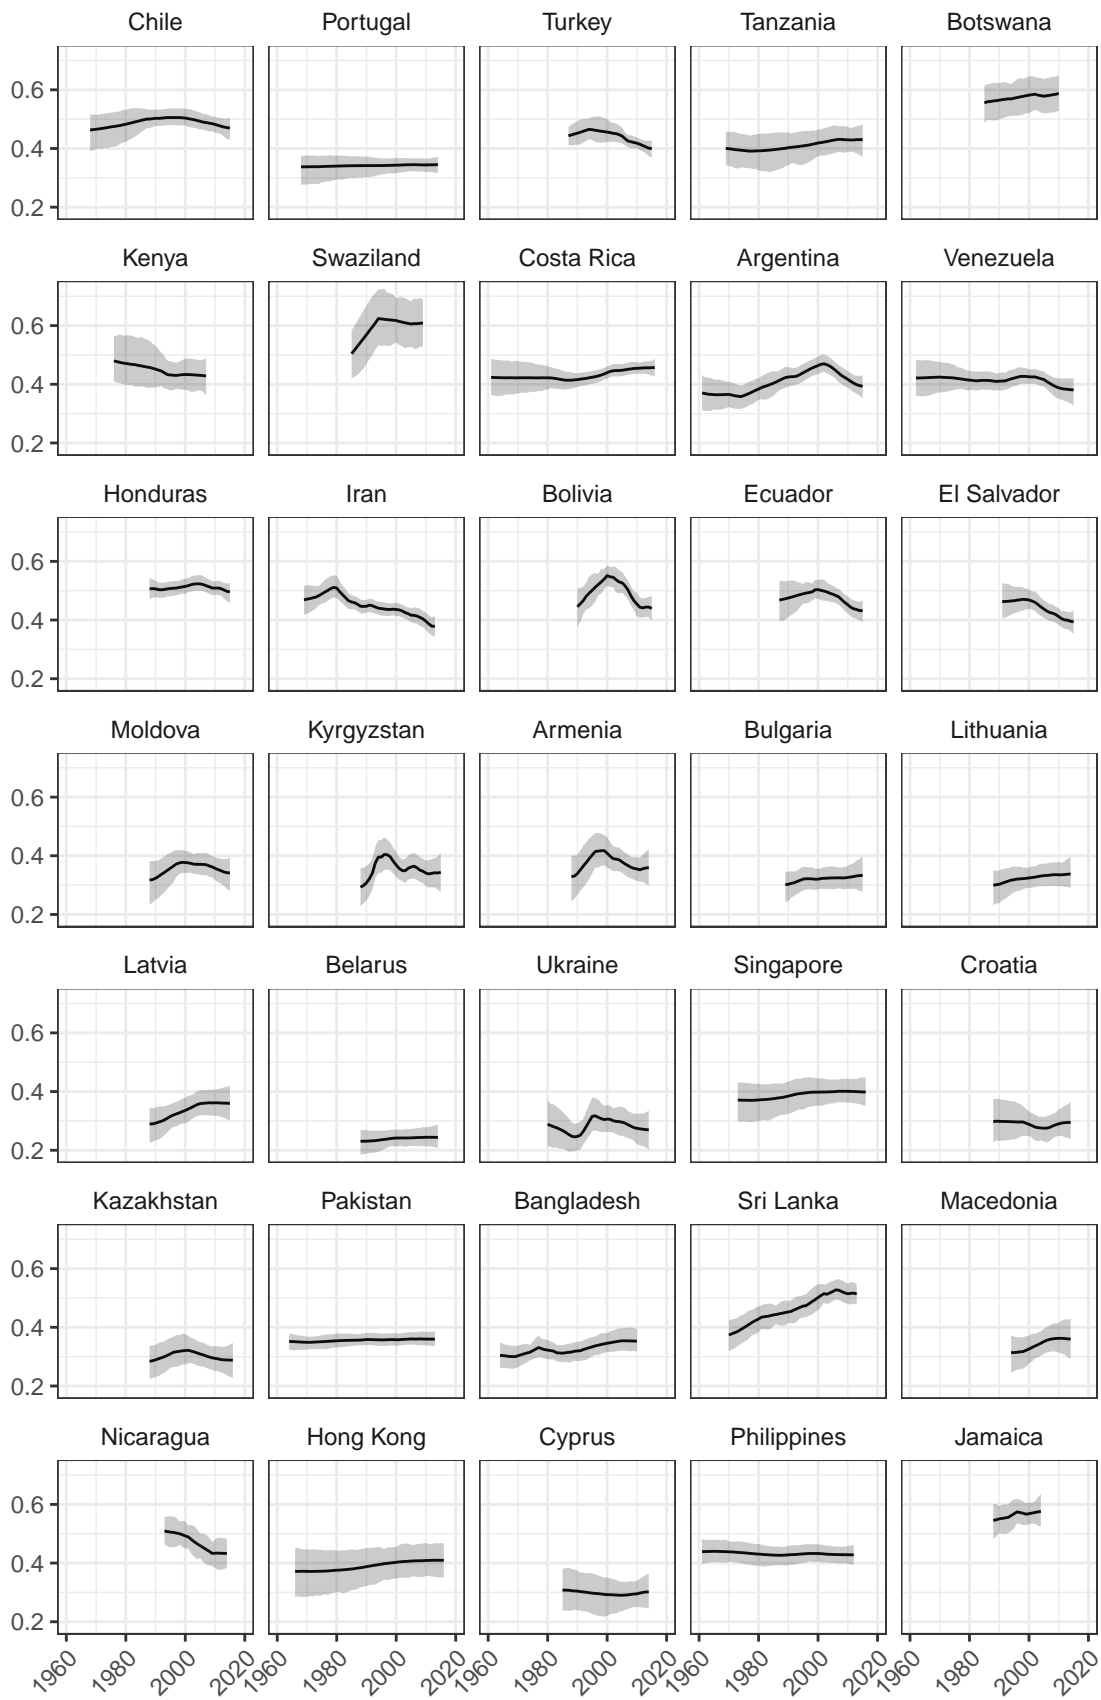 Chile Portugal Turkey Tanzania Botswana
0.6
0.4
0.2
Kenya Swaziland Costa Rica Argentina Venezuela
0.6
0.4
0.2
Honduras Iran Bolivia Ecuador El Salvador
0.6
0.4
0.2
Moldova Kyrgyzstan Armenia Bulgaria Lithuania
0.6
0.4
0.2
Latvia Belarus Ukraine Singapore Croatia
0.6
0.4
0.2
Kazakhstan Pakistan Bangladesh Sri Lanka Macedonia
0.6
0.4
0.2
Nicaragua Hong Kong Cyprus Philippines Jamaica
0.6
0.4
0.2
1960 1980 2000 2020 1960 1980 2000 2020 1960 1980 2000 2020 1960 1980 2000 2020 1960 1980 2000 2020